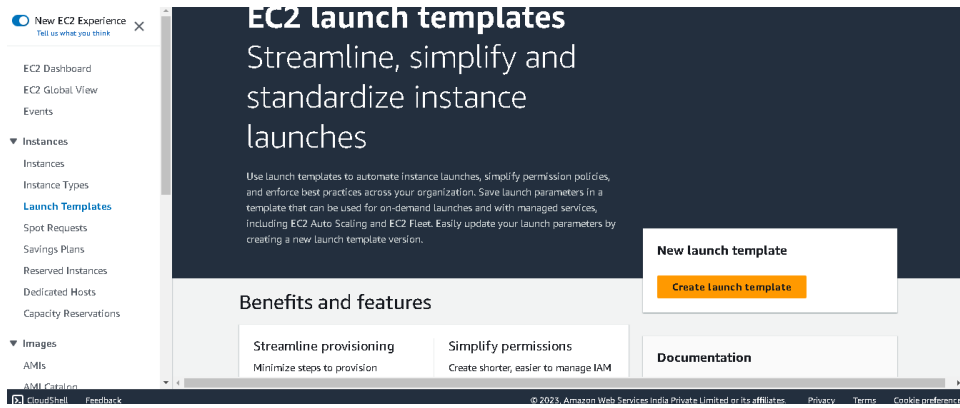 New EC2 Experience
Tell us what you think
EC2 Dashboard
EC2 Global View
Events
Instances
Instances
Instance Types
Launch Templates
Spot Requests
Savings Plans
Reserved Instances
Dedicated Hosts
Capacity Reservations
Images
AMIs
AMI Catalog
EC2 launch templates
Streamline, simplify and
standardize instance
launches
Use launch templates to automate instance launches, simplify permission policies,
and enforce best practices across your organization. Save launch parameters in a
template that can be used for on-demand launches and with managed services,
including EC2 Auto Scaling and EC2 Fleet. Easily update your launch parameters by
creating a new launch template version.
New launch template
Create launch template
Benefits and features
Streamline provisioning
Minimize steps to provision
Simplify permissions
Create shorter, easier to manage IAM
Documentation
CloudShell Feedback
© 2023, Amazon Web Services India Private Limited or its affiliates. Privacy Terms Cookie preference